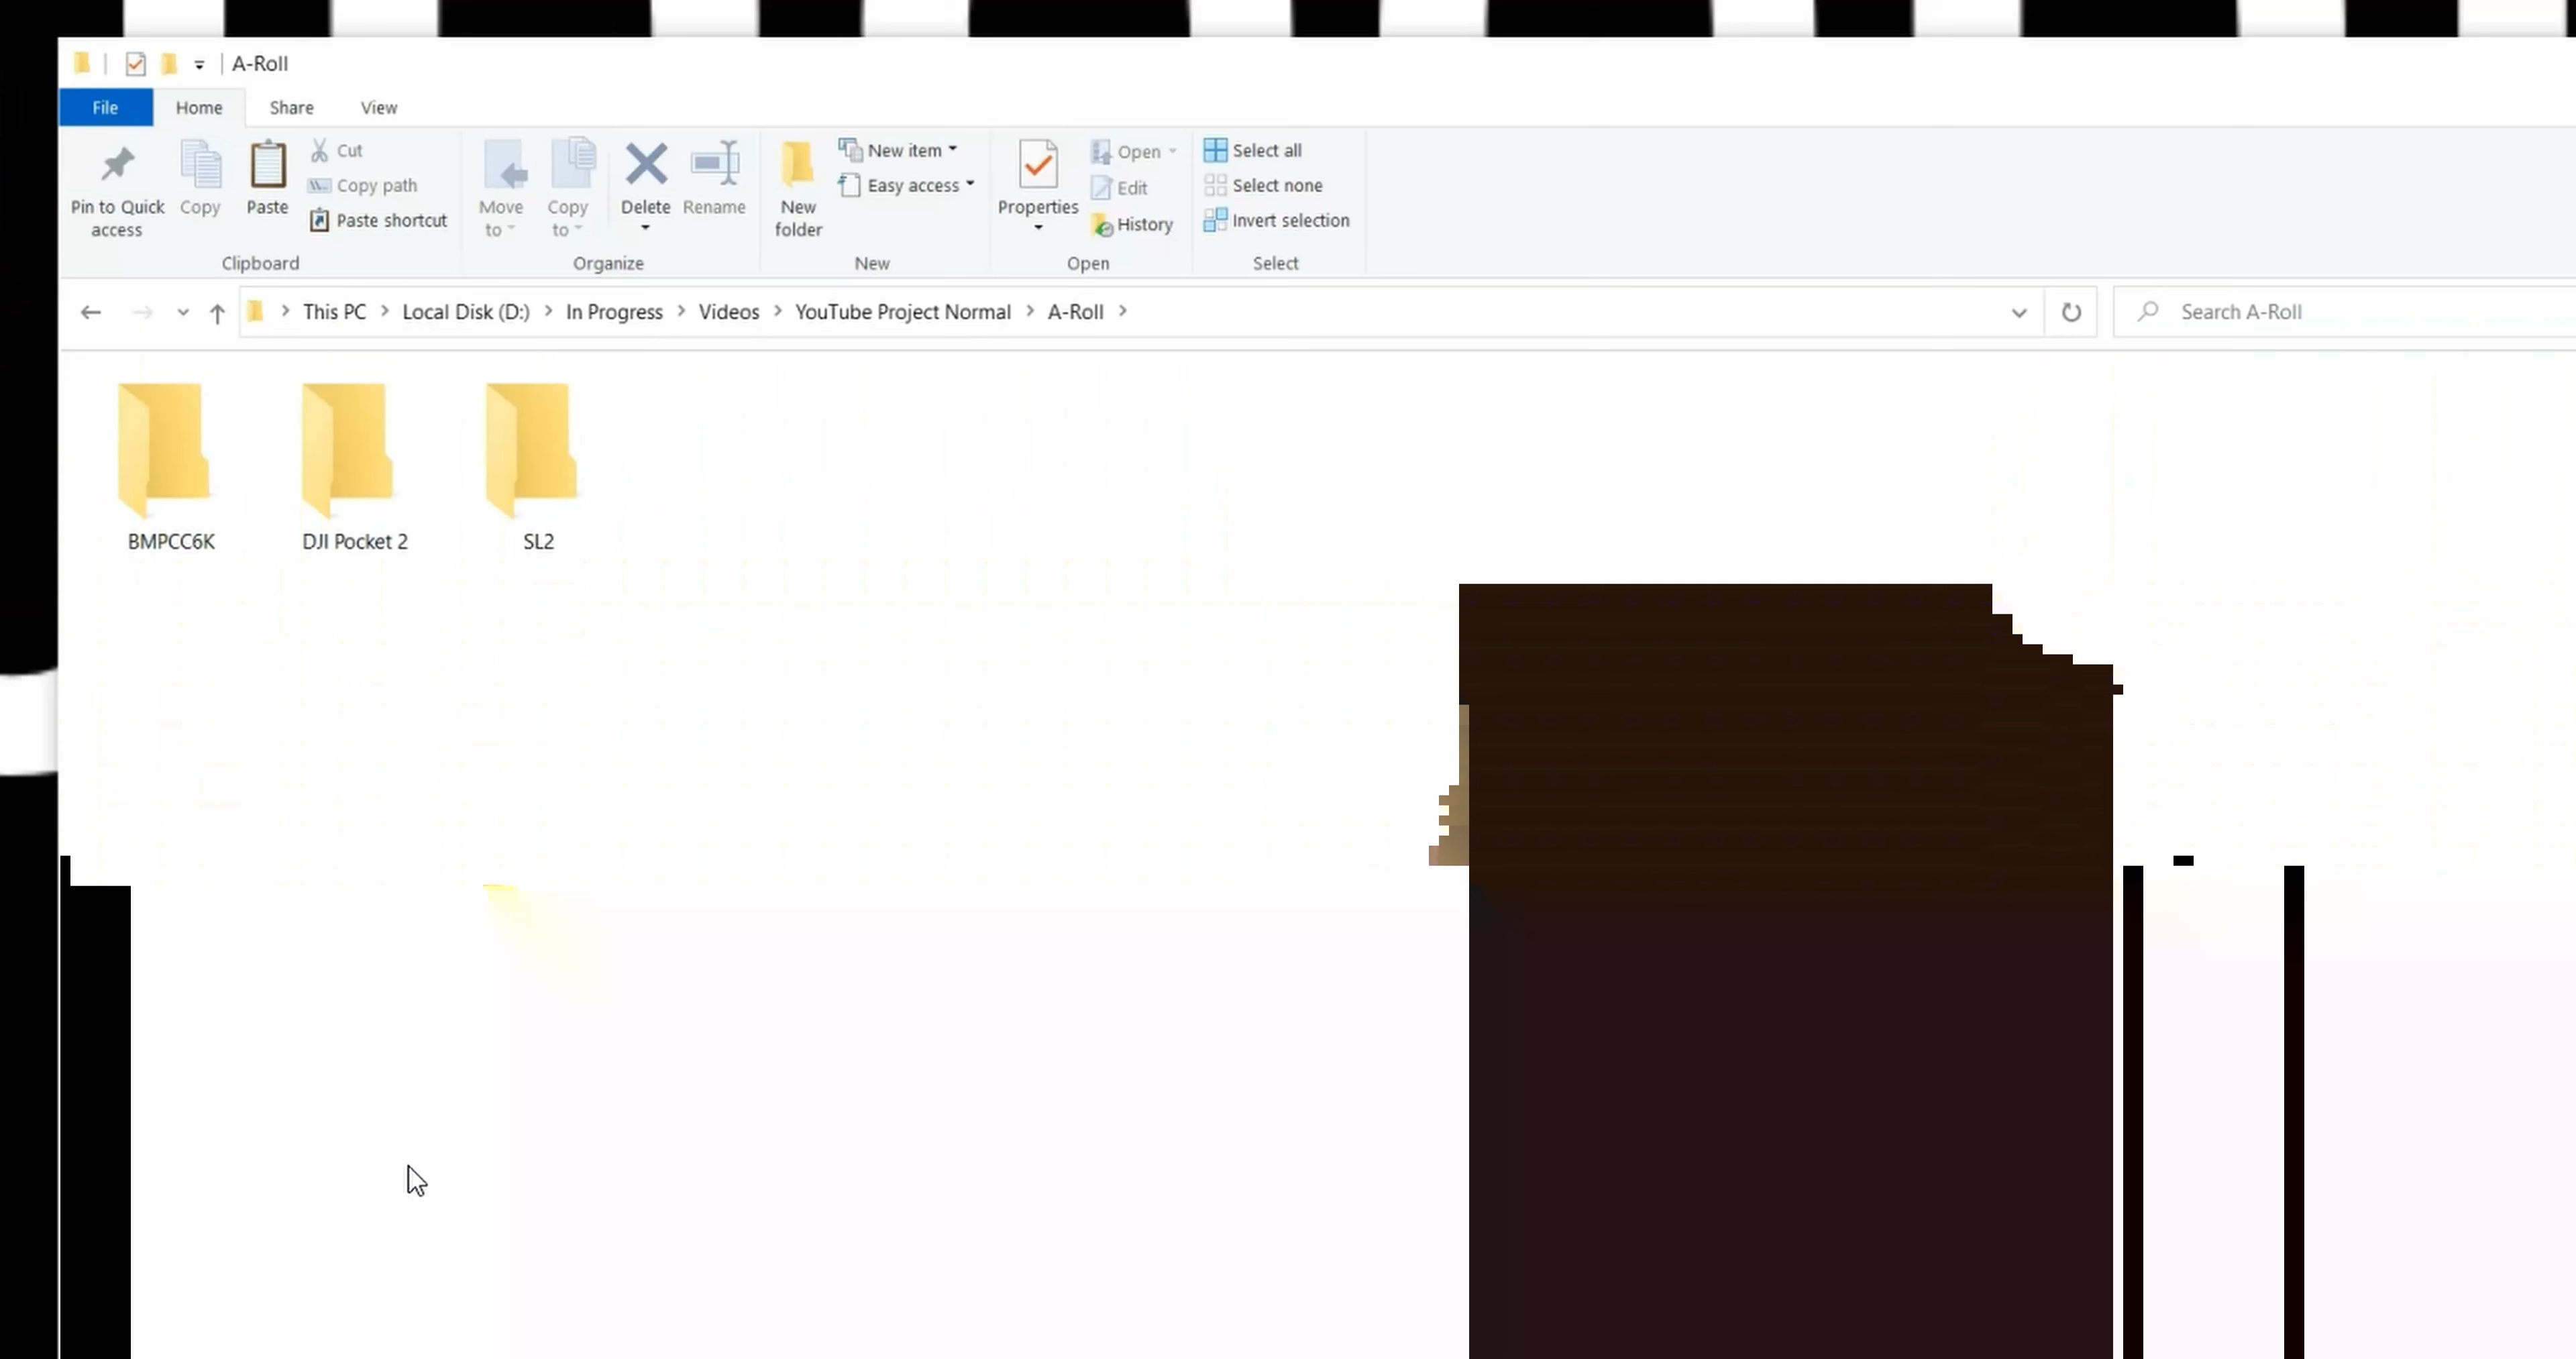 A-Roll
File Home Share View
Pin to Quick access
Copy
Paste
Cut
Copy path
Paste shortcut
Clipboard
Move to
Copy to
Delete
Rename
Organize
New folder
New item
Easy access
New
Properties
Open
Edit
History
Open
Select all
Select none
Invert selection
Select
This PC > Local Disk (D:) > In Progress > Videos > YouTube Project Normal > A-Roll >
Search A-Roll
BMPCC6K
DJI Pocket 2
SL2